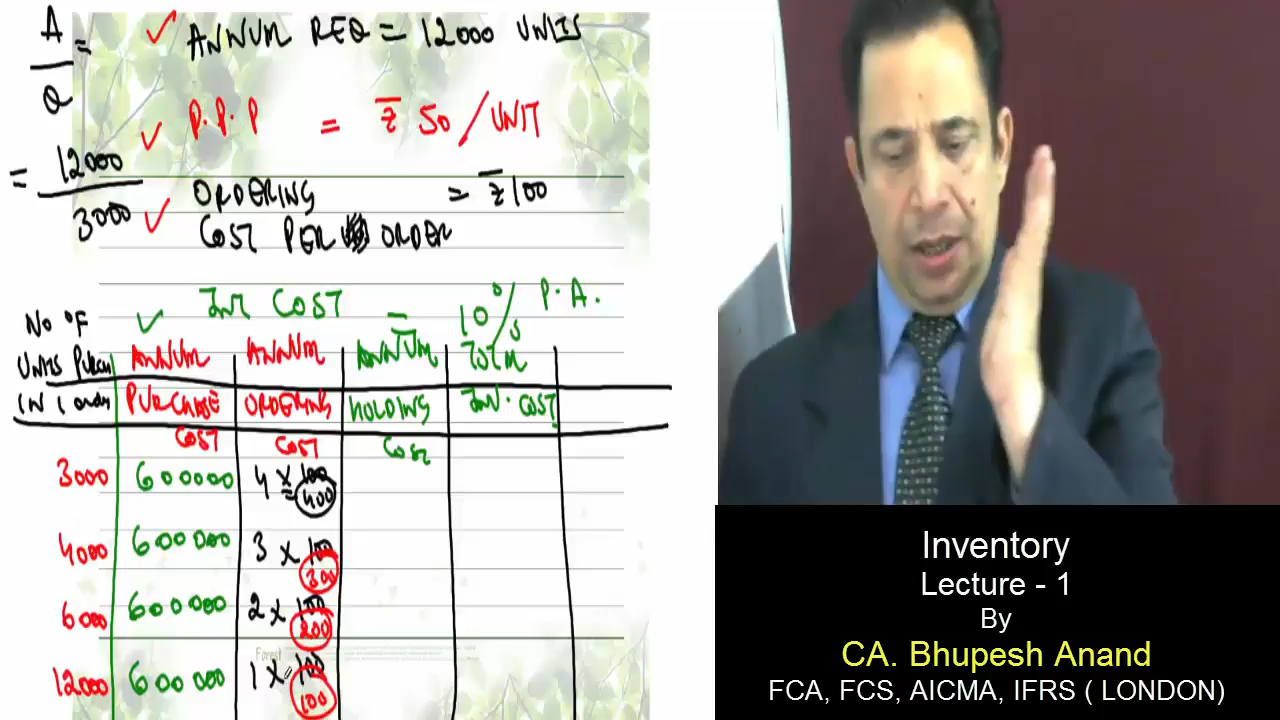 A/Q =
✓ ANNUAL REQ = 12000 UNITS
✓ P.P.P = ₹ 50/UNIT
= 12000/3000
✓ ORDERING COST PER ORDER = ₹100
✓ INT COST = 10% P.A.
NO OF UNITS PURCH IN 1 order
ANNUAL PURCHASE COST
ANNUAL ORDERING COST
ANNUAL HOLDING COST
TOTAL INV. COST
3000 600000 4 × 100 = 400
4000 600000 3 × 100 300
6000 600000 2 × 100 200
12000 600000 1 × 100 100
Forest
Inventory
Lecture - 1
By
CA. Bhupesh Anand
FCA, FCS, AICMA, IFRS ( LONDON)